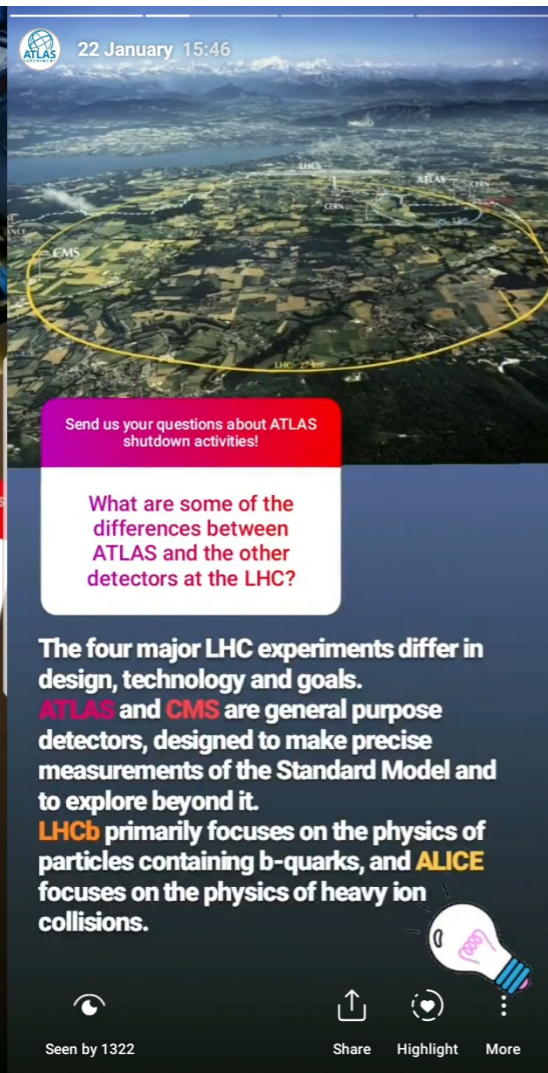 ATLAS
EXPERIMENT
22 January 15:46
LHCb
ATLAS
CERN
CMS
LHC 27 km
Send us your questions about ATLAS
shutdown activities!
What are some of the
differences between
ATLAS and the other
detectors at the LHC?
The four major LHC experiments differ in
design, technology and goals.
ATLAS and CMS are general purpose
detectors, designed to make precise
measurements of the Standard Model and
to explore beyond it.
LHCb primarily focuses on the physics of
particles containing b-quarks, and ALICE
focuses on the physics of heavy ion
collisions.
Seen by 1322
Share
Highlight
More